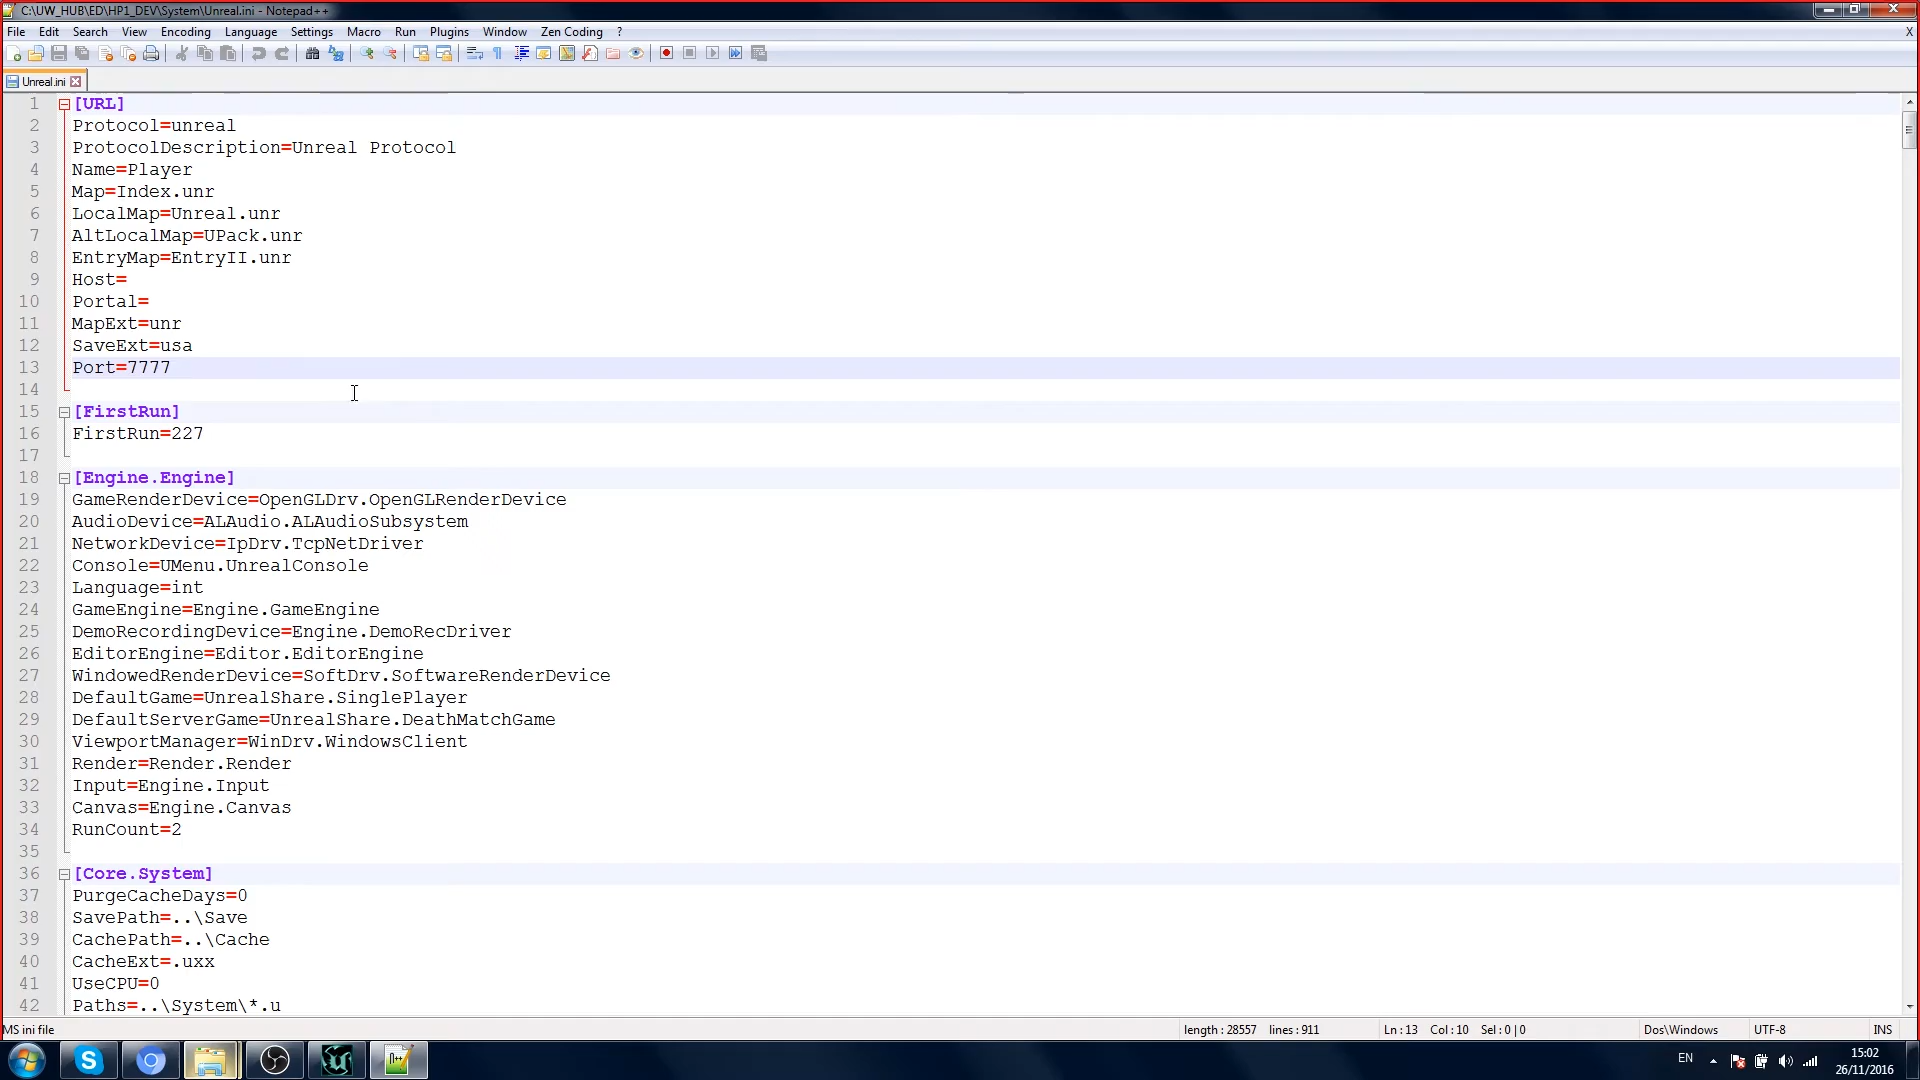 C:\UW_HUB\ED\HP1_DEV\System\Unreal.ini - Notepad++
File Edit Search View Encoding Language Settings Macro Run Plugins Window Zen Coding ? X
Unreal.ini
1 [URL]
2 Protocol=unreal
3 ProtocolDescription=Unreal Protocol
4 Name=Player
5 Map=Index.unr
6 LocalMap=Unreal.unr
7 AltLocalMap=UPack.unr
8 EntryMap=EntryII.unr
9 Host=
10 Portal=
11 MapExt=unr
12 SaveExt=usa
13 Port=7777
14
15 [FirstRun]
16 FirstRun=227
17
18 [Engine.Engine]
19 GameRenderDevice=OpenGLDrv.OpenGLRenderDevice
20 AudioDevice=ALAudio.ALAudioSubsystem
21 NetworkDevice=IpDrv.TcpNetDriver
22 Console=UMenu.UnrealConsole
23 Language=int
24 GameEngine=Engine.GameEngine
25 DemoRecordingDevice=Engine.DemoRecDriver
26 EditorEngine=Editor.EditorEngine
27 WindowedRenderDevice=SoftDrv.SoftwareRenderDevice
28 DefaultGame=UnrealShare.SinglePlayer
29 DefaultServerGame=UnrealShare.DeathMatchGame
30 ViewportManager=WinDrv.WindowsClient
31 Render=Render.Render
32 Input=Engine.Input
33 Canvas=Engine.Canvas
34 RunCount=2
35
36 [Core.System]
37 PurgeCacheDays=0
38 SavePath=..\Save
39 CachePath=..\Cache
40 CacheExt=.uxx
41 UseCPU=0
42 Paths=..\System\*.u
MS ini file length : 28557 lines : 911 Ln : 13 Col : 10 Sel : 0 | 0 Dos\Windows UTF-8 INS
EN 15:02
26/11/2016